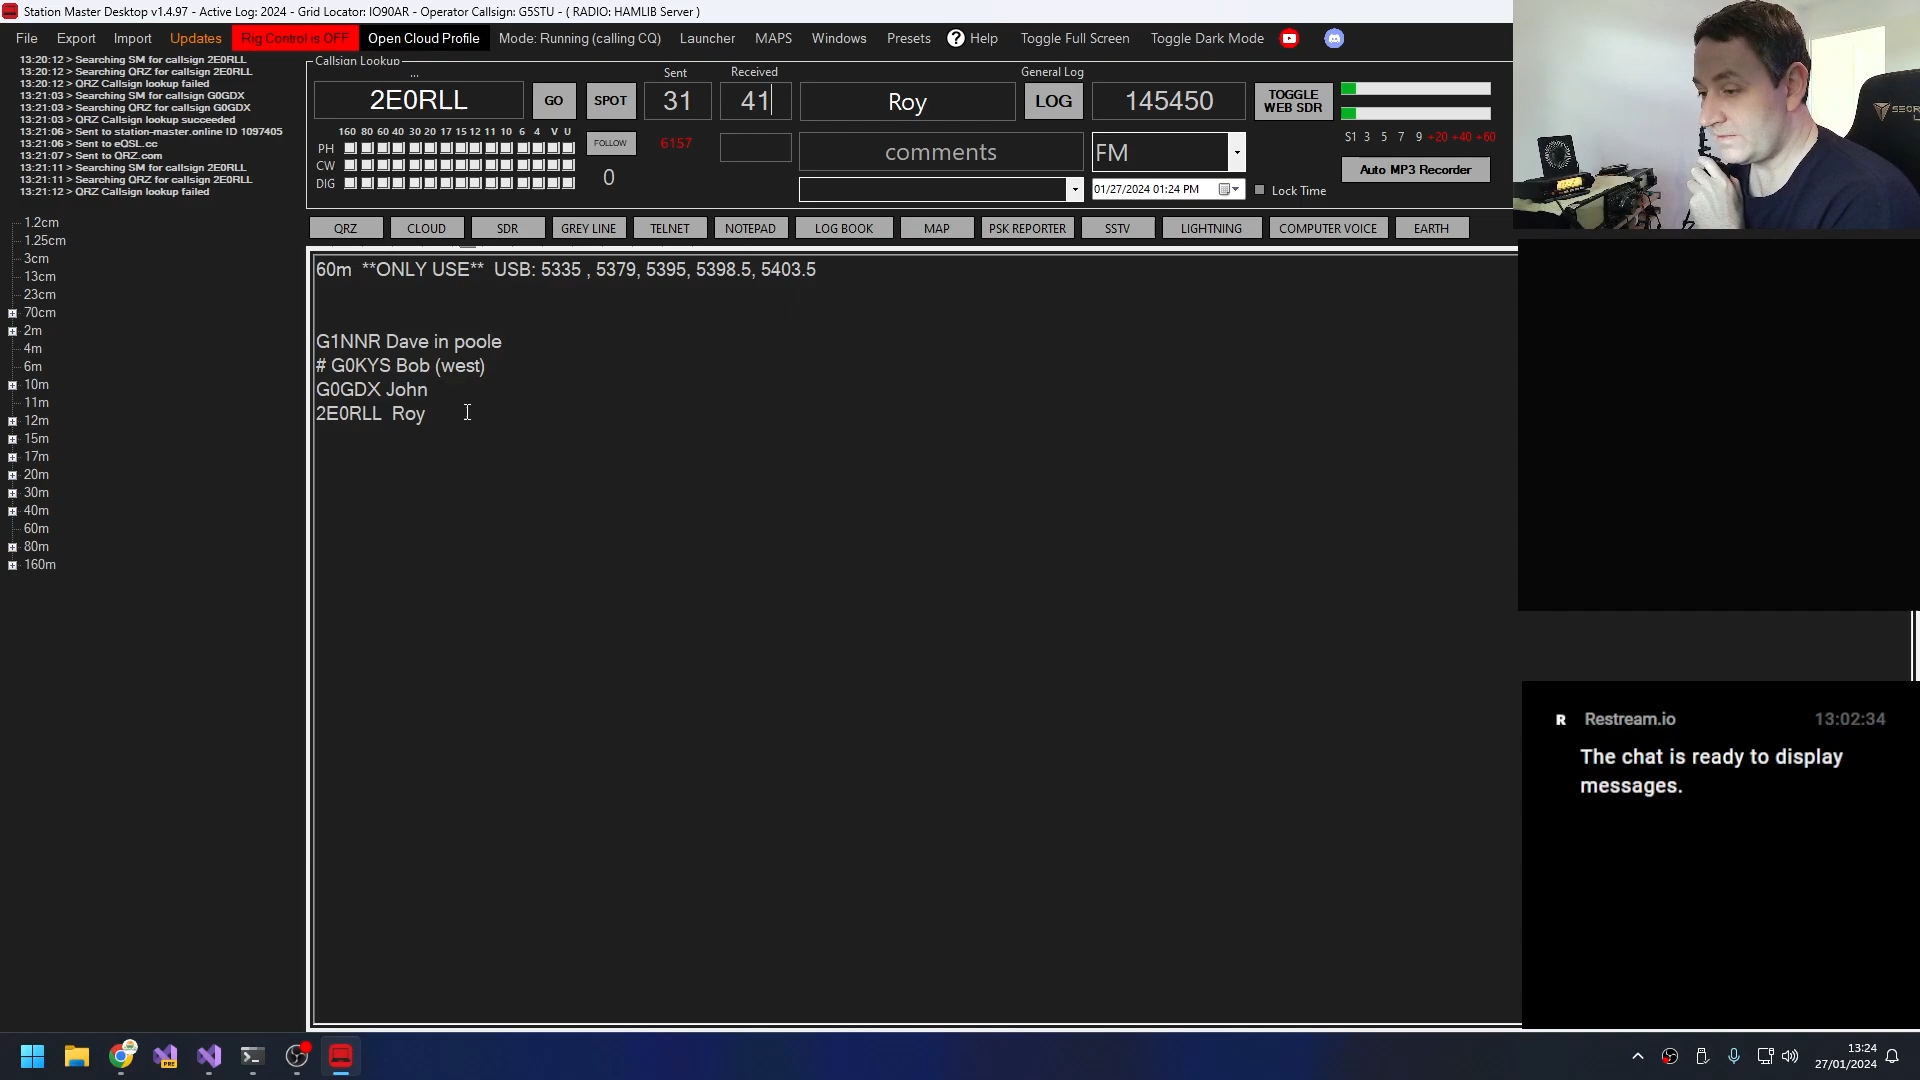 Station Master Desktop v1.4.97 - Active Log: 2024 - Grid Locator: IO90AR - Operator Callsign: G5STU - ( RADIO: HAMLIB Server )
File Export Import Updates Rig Control is OFF Open Cloud Profile Mode: Running (calling CQ) Launcher MAPS Windows Presets ? Help Toggle Full Screen Toggle Dark Mode
13:20:12 > Searching SM for callsign 2E0RLL
13:20:12 > Searching QRZ for callsign 2E0RLL
13:20:12 > QRZ Callsign lookup failed
13:21:03 > Searching SM for callsign G0GDX
13:21:03 > Searching QRZ for callsign G0GDX
13:21:03 > QRZ Callsign lookup succeeded
13:21:06 > Sent to station-master.online ID 1097405
13:21:06 > Sent to eQSL.cc
13:21:07 > Sent to QRZ.com
13:21:11 > Searching SM for callsign 2E0RLL
13:21:11 > Searching QRZ for callsign 2E0RLL
13:21:12 > QRZ Callsign lookup failed
1.2cm
1.25cm
3cm
13cm
23cm
70cm
2m
4m
6m
10m
11m
12m
15m
17m
20m
30m
40m
60m
80m
160m
Callsign Lookup
... Sent Received General Log
2E0RLL GO SPOT 31 41 Roy LOG 145450 TOGGLE WEB SDR
160 80 60 40 30 20 17 15 12 11 10 6 4 V U
PH
CW
DIG
FOLLOW 6157 comments FM
S1 3 5 7 9 +20 +40 +60
Auto MP3 Recorder
0 01/27/2024 01:24 PM Lock Time
QRZ CLOUD SDR GREY LINE TELNET NOTEPAD LOG BOOK MAP PSK REPORTER SSTV LIGHTNING COMPUTER VOICE EARTH
60m **ONLY USE** USB: 5335 , 5379, 5395, 5398.5, 5403.5
G1NNR Dave in poole
# G0KYS Bob (west)
G0GDX John
2E0RLL Roy
R Restream.io 13:02:34
The chat is ready to display
messages.
PRE
13:24
27/01/2024